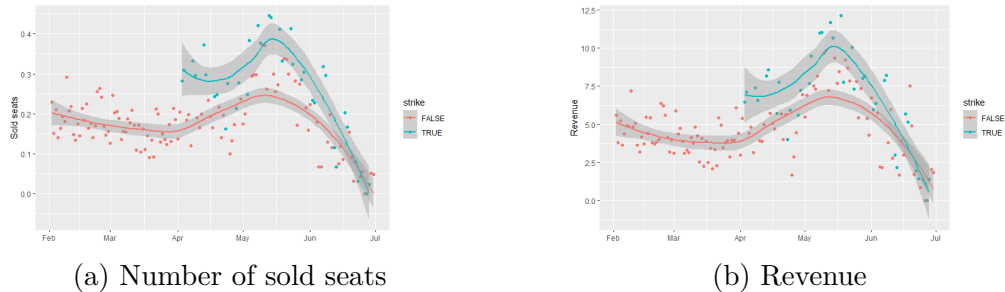 Sold seats
0.4
0.3
0.2
0.1
0.0
Feb Mar Apr May Jun Jul
strike
FALSE
TRUE
(a) Number of sold seats
Revenue
12.5
10.0
7.5
5.0
2.5
0.0
Feb Mar Apr May Jun Jul
strike
FALSE
TRUE
(b) Revenue